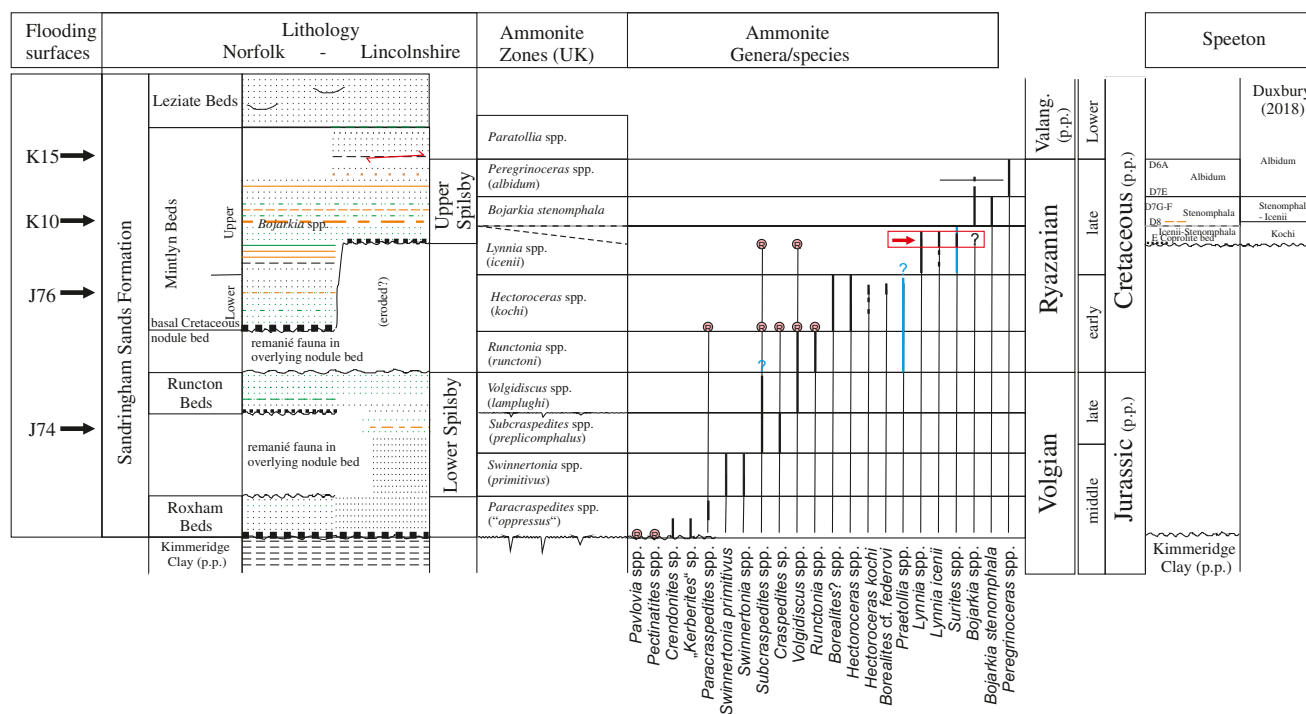 Flooding
surfaces
Lithology
Norfolk - Lincolnshire
Ammonite
Zones (UK)
Ammonite
Genera/species
Speeton
K15
K10
J76
J74
Sandringham Sands Formation
Leziate Beds
Mintlyn Beds
Upper
Lower
basal Cretaceous
nodule bed
Runcton
Beds
Roxham
Beds
Kimmeridge
Clay (p.p.)
Bojarkia spp.
(eroded?)
remanié fauna in
overlying nodule bed
remanié fauna in
overlying nodule bed
Upper
Spilsby
Lower Spilsby
Paratollia spp.
Peregrinoceras spp.
(albidum)
Bojarkia stenomphala
Lynnia spp.
(icenii)
Hectoroceras spp.
(kochi)
Runctonia spp.
(runctoni)
Volgidiscus spp.
(lamplughi)
Subcraspedites spp.
(preplicomphalus)
Swinnertonia spp.
(primitivus)
Paracraspedites spp.
("oppressus")
R R ?
?
R R R R R
?
R R
Pavlovia spp.
Pectinatites spp.
Crendonites sp.
„Kerberites“ sp.
Paracraspedites spp.
Swinnertonia primitivus
Swinnertonia spp.
Subcraspedites spp.
Craspedites sp.
Volgidiscus spp.
Runctonia spp.
Borealites? spp.
Hectoroceras spp.
Hectoroceras kochi
Borealites cf. federovi
Praetollia spp.
Lynnia spp.
Lynnia icenii
Surites spp.
Bojarkia spp.
Bojarkia stenomphala
Peregrinoceras spp.
Valang.
(p.p.)
Ryazanian
Volgian
Lower
late
early
late
middle
Cretaceous (p.p.)
Jurassic (p.p.)
Duxbury
(2018)
D6A
Albidum
D7E
D7G-F
Stenomphala
D8
Icenii-Stenomphala
E Coprolite bed
Albidum
Stenomphala
- Icenii
Kochi
Kimmeridge
Clay (p.p.)